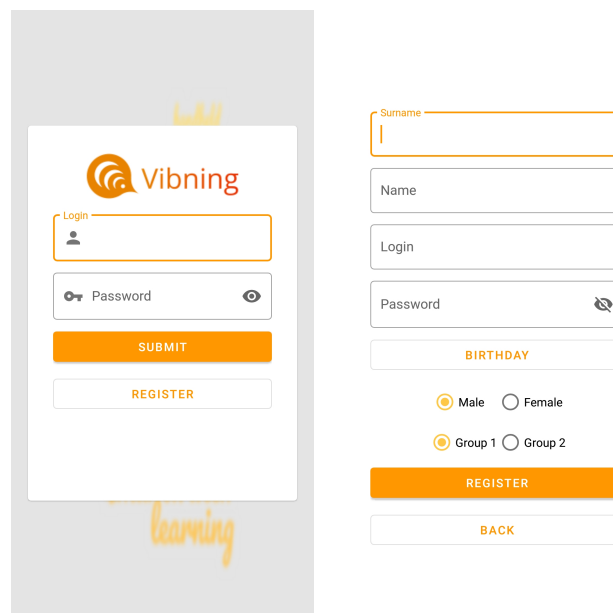 Vibning
Login
Password
SUBMIT
REGISTER
learning
Surname
Name
Login
Password
BIRTHDAY
Male Female
Group 1 Group 2
REGISTER
BACK